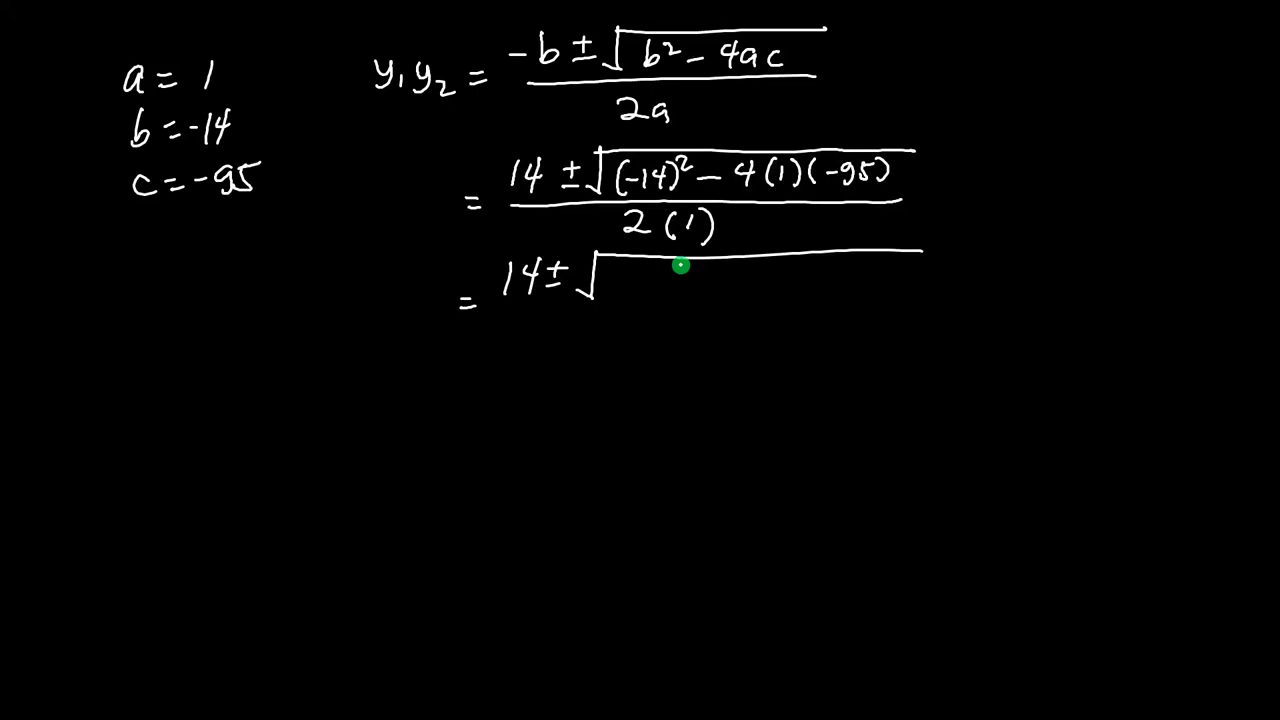 a = 1
b = -14
c = -95
y₁y₂ = (-b ± √(b² - 4ac)) / 2a
= (14 ± √((-14)² - 4(1)(-95))) / 2(1)
= 14 ± √